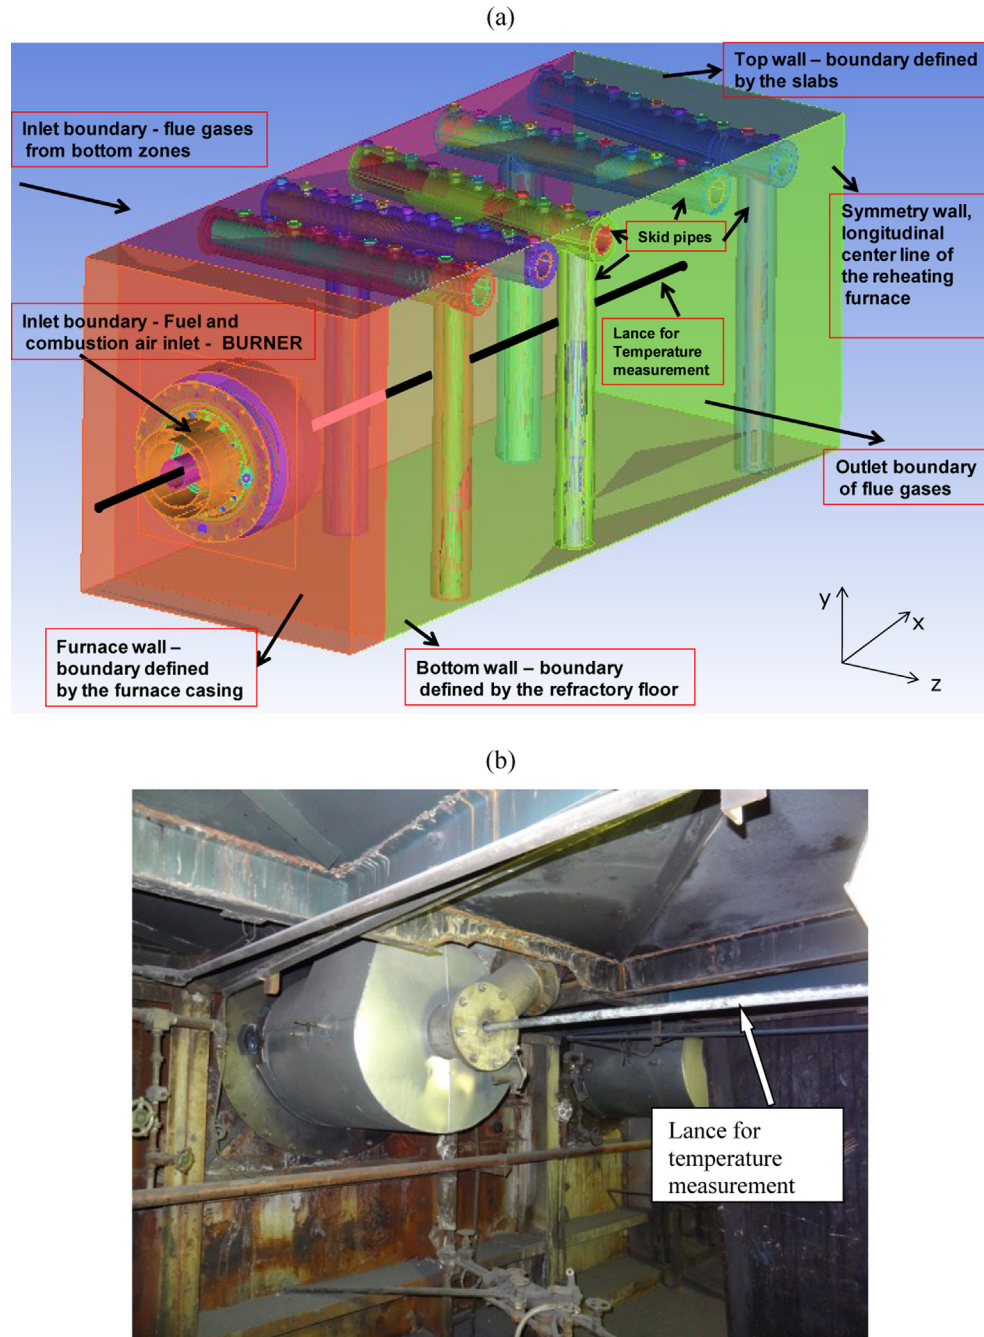 (a)
Top wall – boundary defined
by the slabs
Inlet boundary - flue gases
from bottom zones
Symmetry wall,
longitudinal
center line of
the reheating
furnace
Skid pipes
Inlet boundary - Fuel and
combustion air inlet -  BURNER
Lance for
Temperature
measurement
Outlet boundary
of flue gases
y
x
z
Furnace wall –
boundary defined
by the furnace casing
Bottom wall – boundary
defined by the refractory floor
(b)
Lance for
temperature
measurement